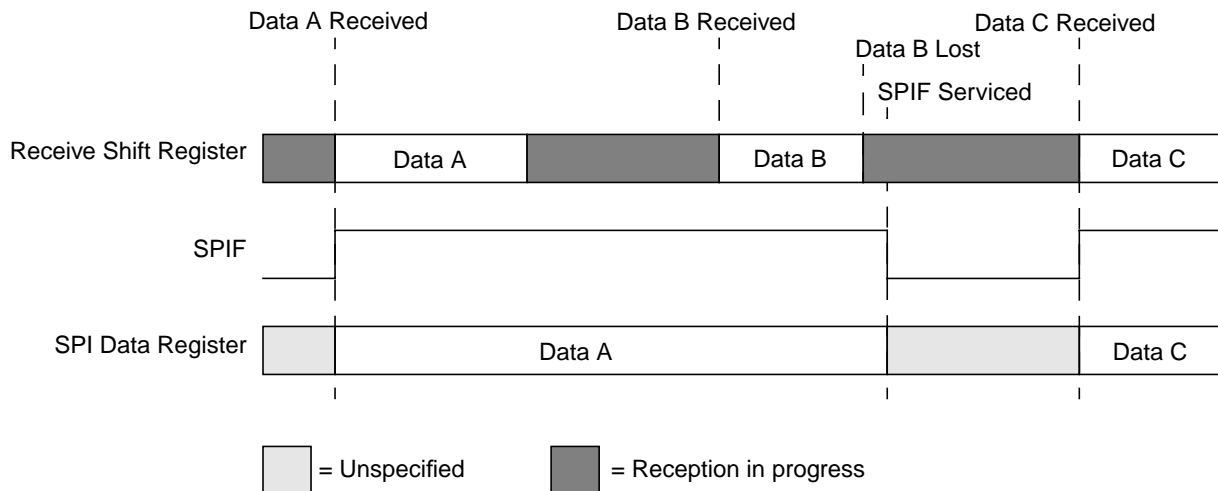 Data A Received
Data B Received
Data C Received
Data B Lost
SPIF Serviced
Receive Shift Register
Data A
Data B
Data C
SPIF
SPI Data Register
Data A
Data C
= Unspecified
= Reception in progress